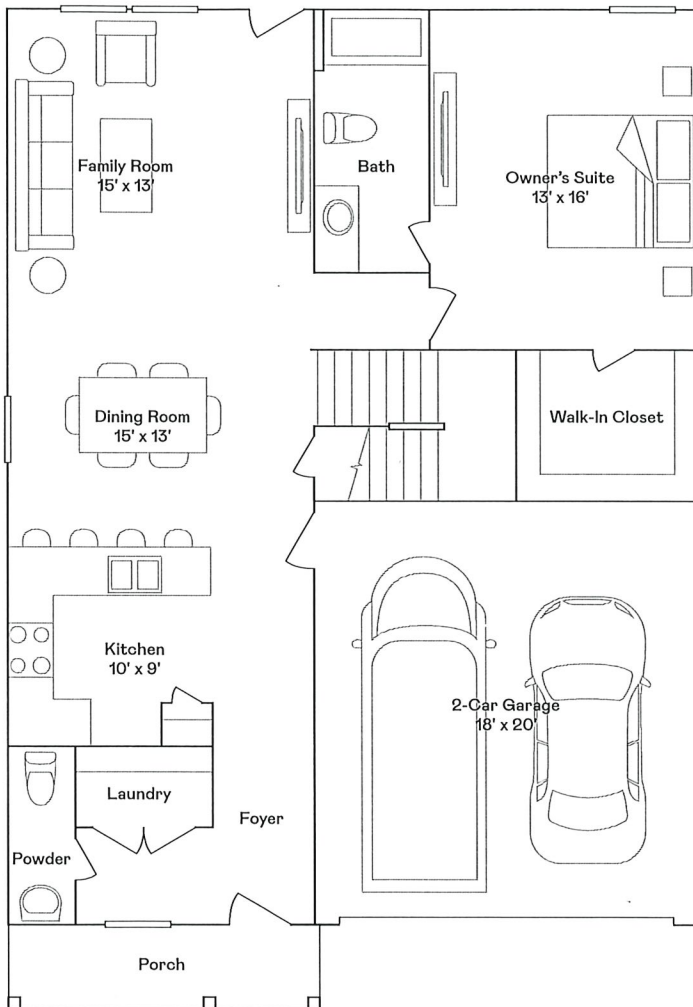 Family Room
15' x 13'
Bath
Owner's Suite
13' x 16'
Dining Room
15' x 13'
Walk-In Closet
Kitchen
10' x 9'
2-Car Garage
18' x 20'
Laundry
Foyer
Powder
Porch